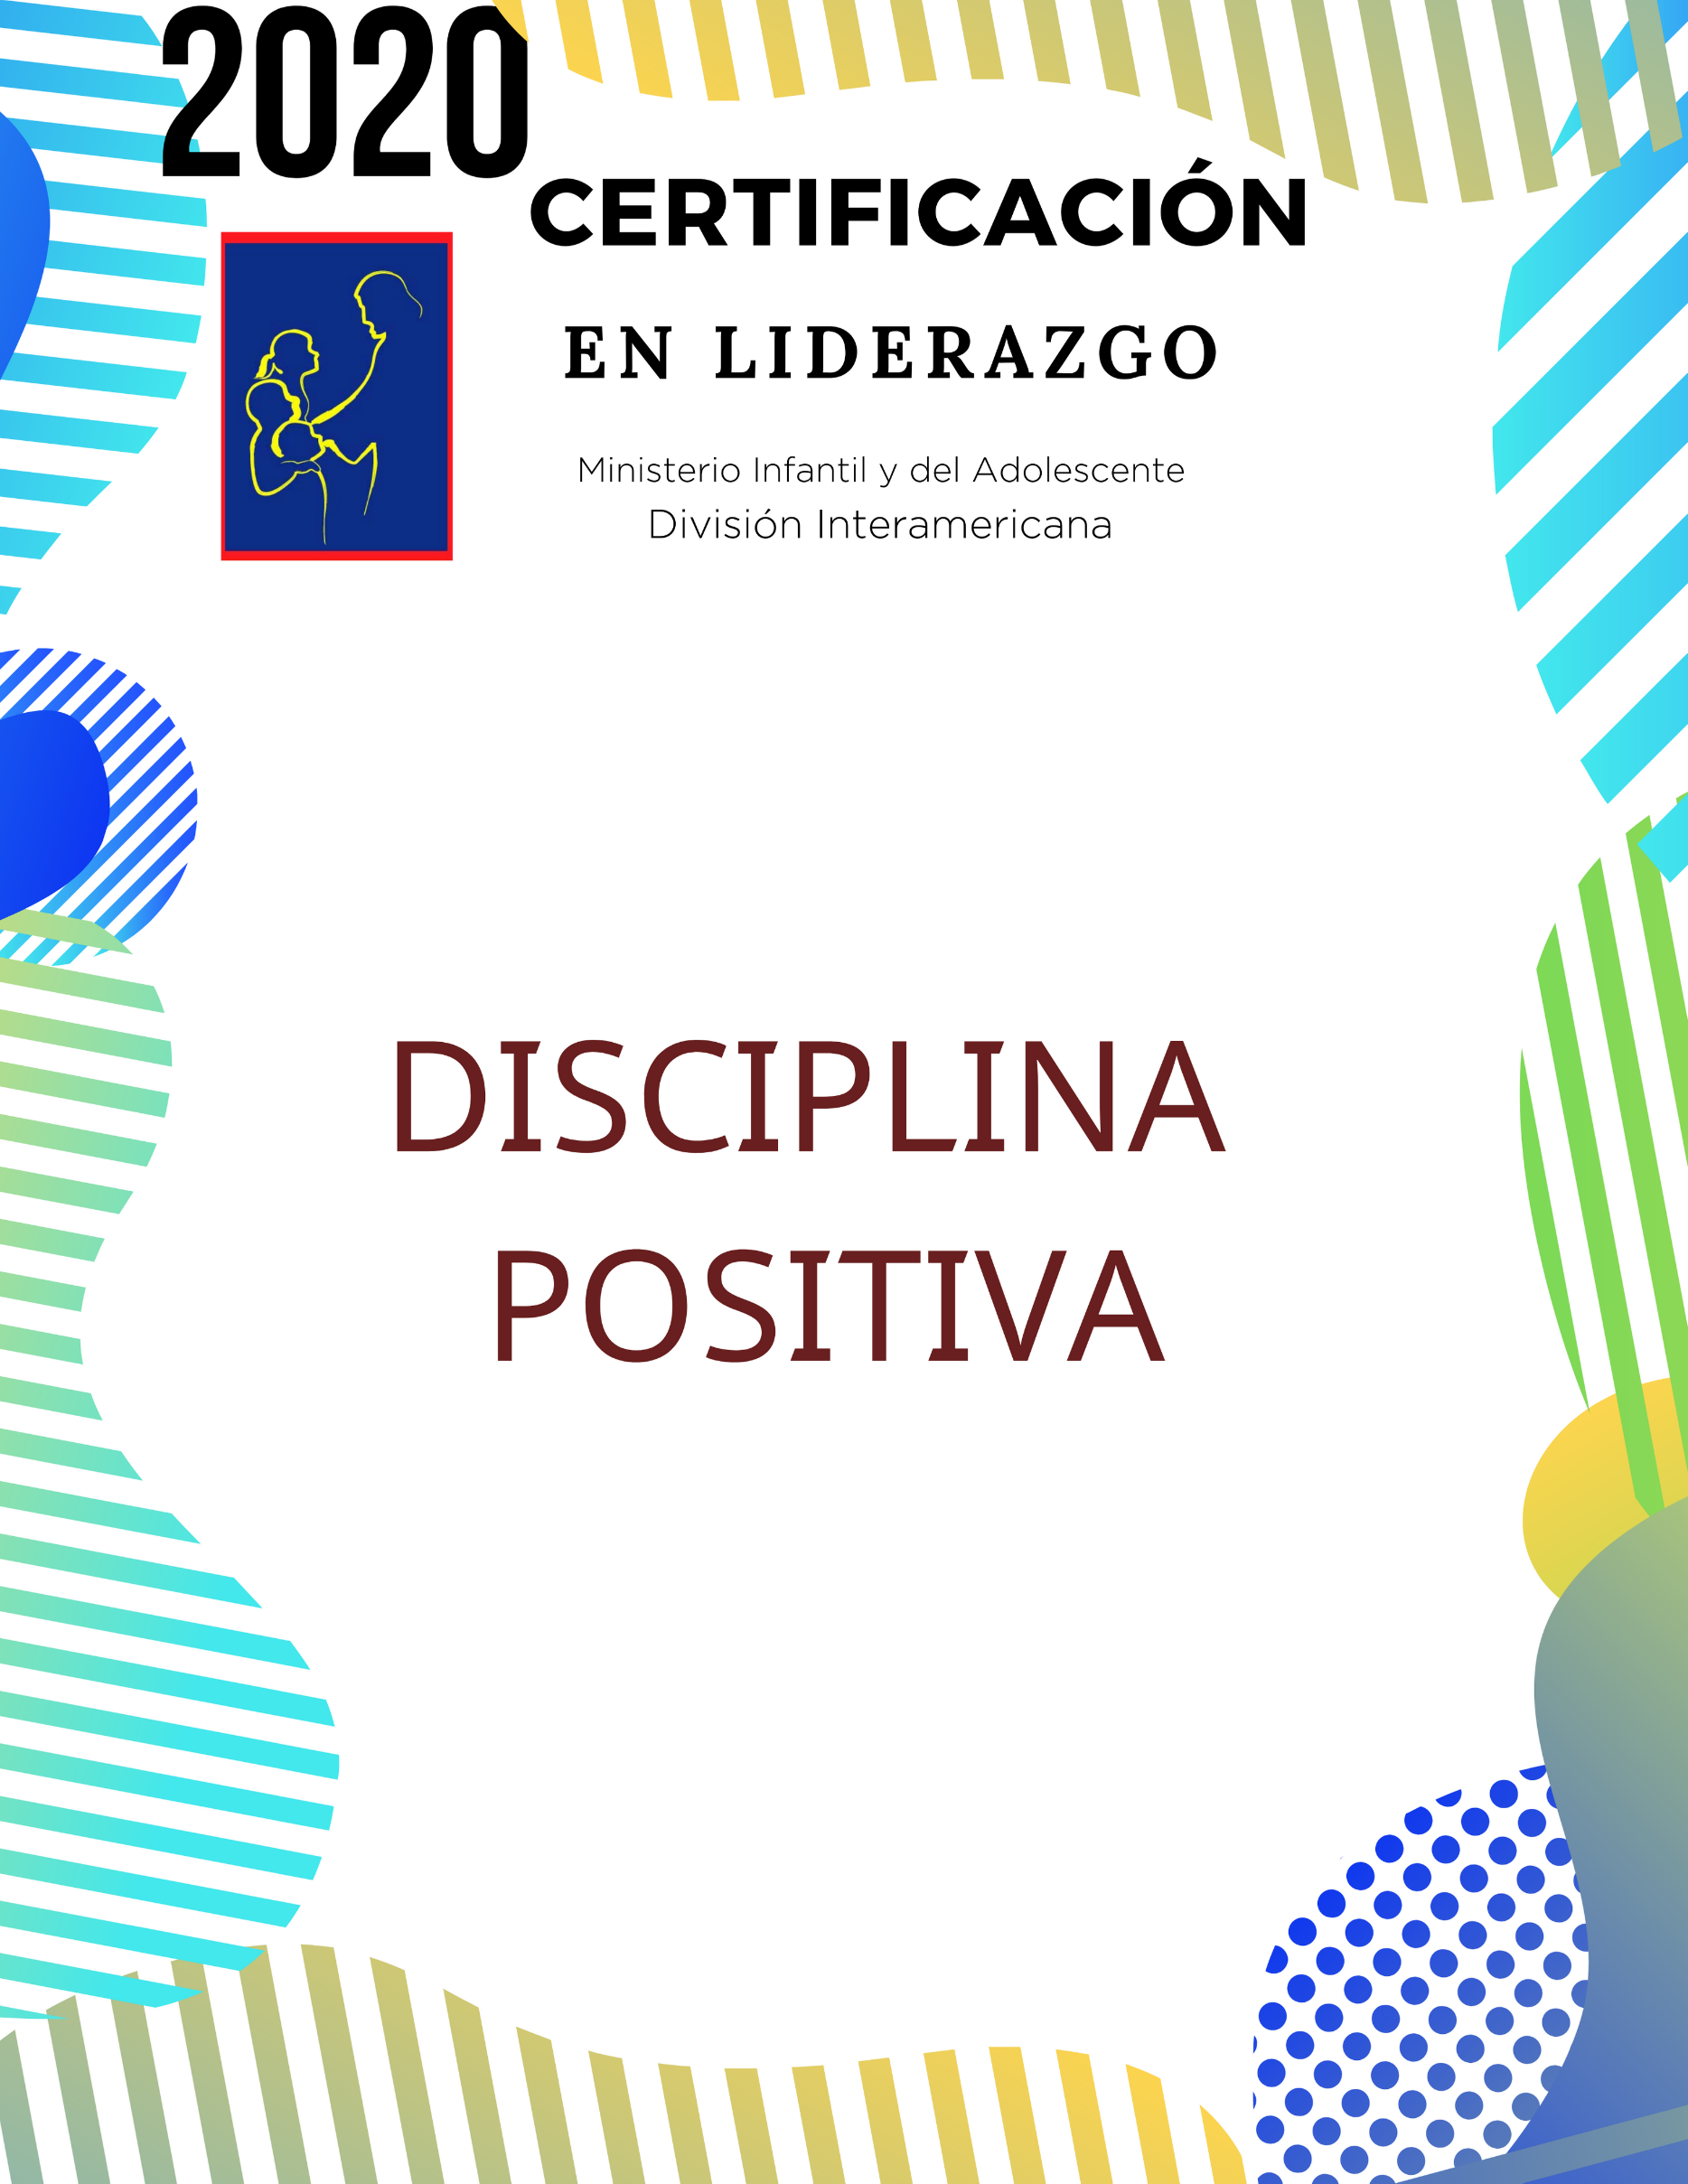 2020
CERTIFICACIÓN
EN LIDERAZGO
Ministerio Infantil y del Adolescente
División Interamericana
DISCIPLINA
POSITIVA